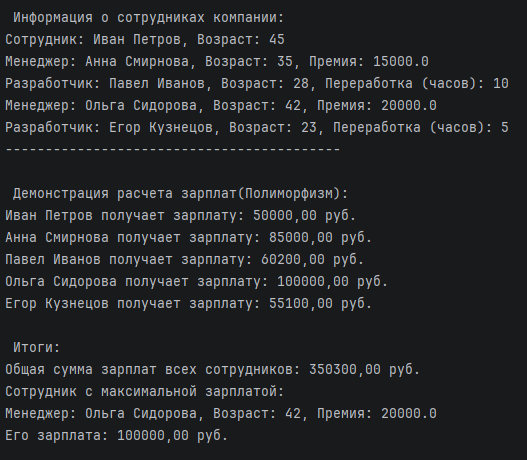 Информация о сотрудниках компании:
Сотрудник: Иван Петров, Возраст: 45
Менеджер: Анна Смирнова, Возраст: 35, Премия: 15000.0
Разработчик: Павел Иванов, Возраст: 28, Переработка (часов): 10
Менеджер: Ольга Сидорова, Возраст: 42, Премия: 20000.0
Разработчик: Егор Кузнецов, Возраст: 23, Переработка (часов): 5
------------------------------------------
Демонстрация расчета зарплат(Полиморфизм):
Иван Петров получает зарплату: 50000,00 руб.
Анна Смирнова получает зарплату: 85000,00 руб.
Павел Иванов получает зарплату: 60200,00 руб.
Ольга Сидорова получает зарплату: 100000,00 руб.
Егор Кузнецов получает зарплату: 55100,00 руб.
Итоги:
Общая сумма зарплат всех сотрудников: 350300,00 руб.
Сотрудник с максимальной зарплатой:
Менеджер: Ольга Сидорова, Возраст: 42, Премия: 20000.0
Его зарплата: 100000,00 руб.